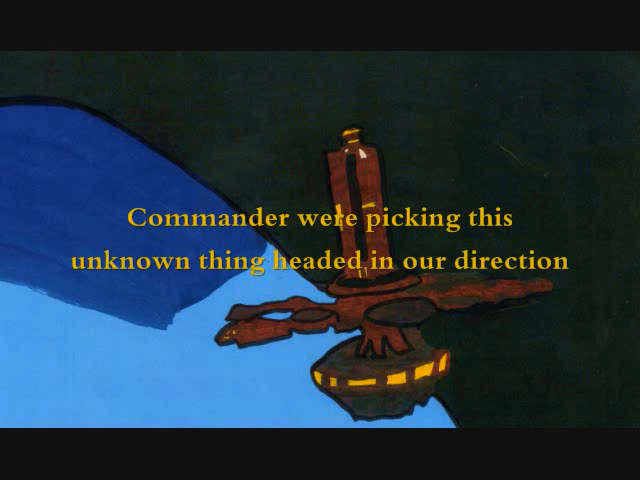 Commander were picking this
unknown thing headed in our direction